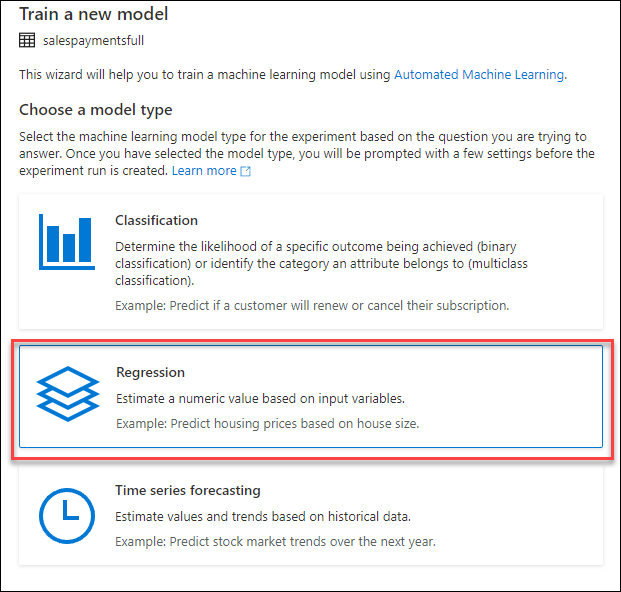 Train a new model
salespaymentsfull
This wizard will help you to train a machine learning model using Automated Machine Learning.
Choose a model type
Select the machine learning model type for the experiment based on the question you are trying to
answer. Once you have selected the model type, you will be prompted with a few settings before the
experiment run is created. Learn more
Classification
Determine the likelihood of a specific outcome being achieved (binary
classification) or identify the category an attribute belongs to (multiclass
classification).
Example: Predict if a customer will renew or cancel their subscription.
Regression
Estimate a numeric value based on input variables.
Example: Predict housing prices based on house size.
Time series forecasting
Estimate values and trends based on historical data.
Example: Predict stock market trends over the next year.